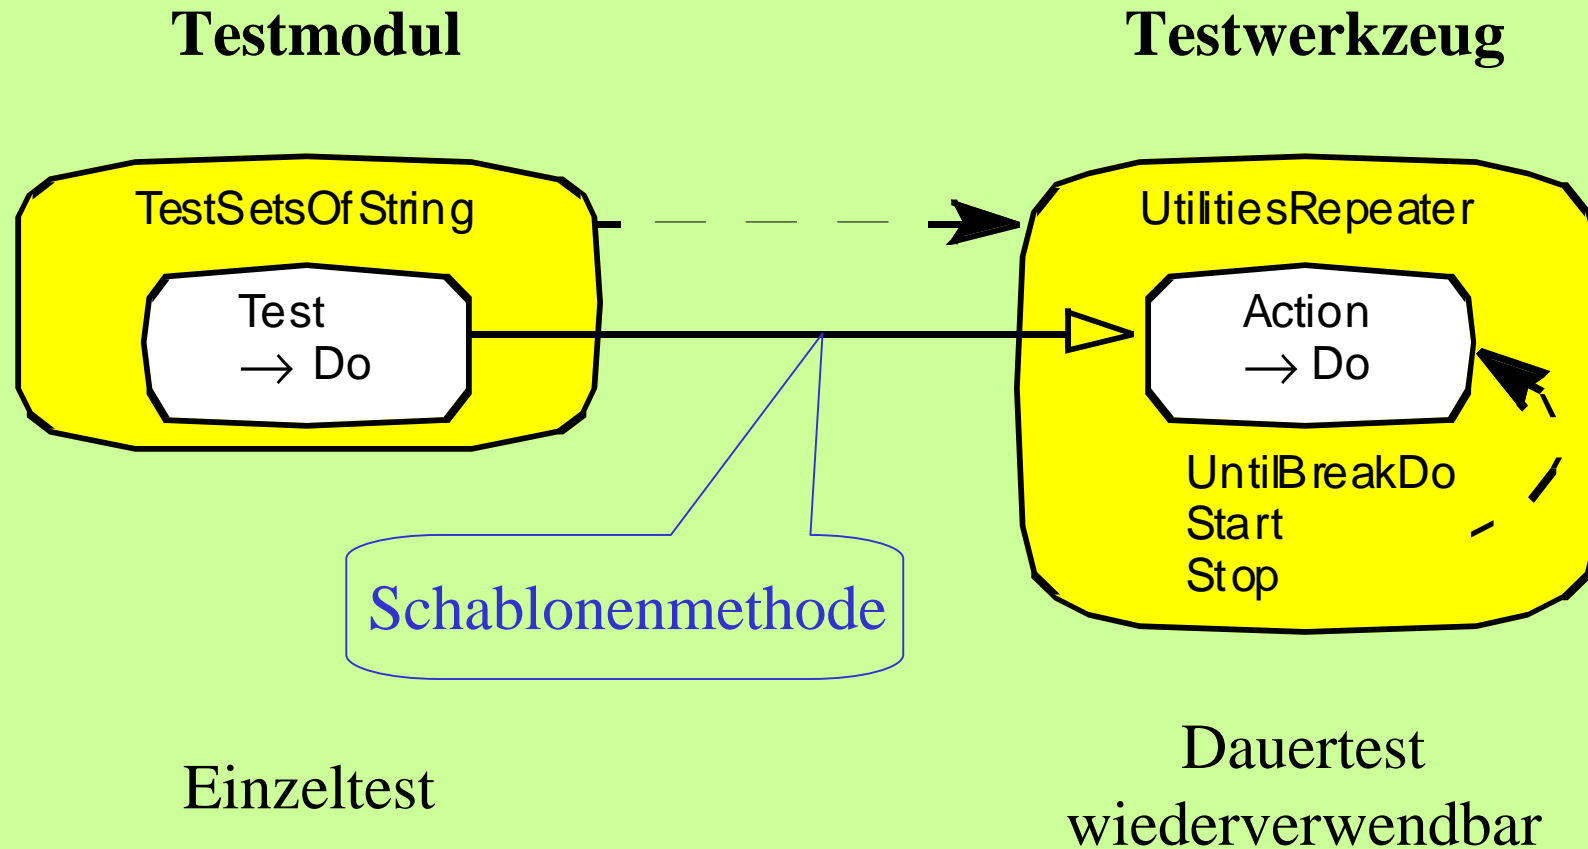 Testmodul
Testwerkzeug
TestSetsOfString
Test
→ Do
UtilitiesRepeater
Action
→ Do
UntilBreakDo
Start
Stop
Schablonenmethode
Einzeltest
Dauertest
wiederverwendbar